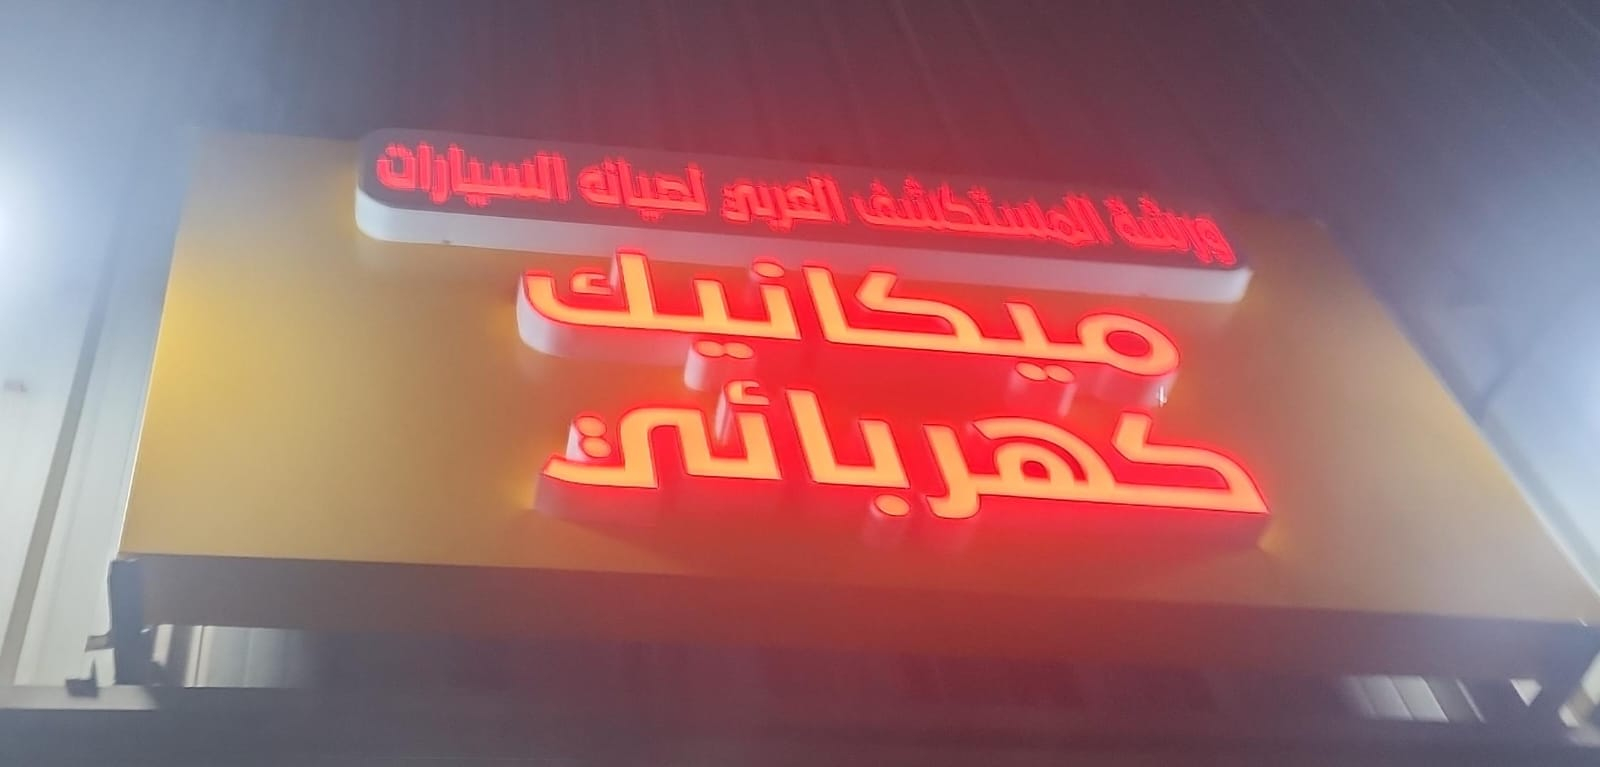 ورشة المستكشف العربي لصيانة السيارات
ميكانيك
كهربائي